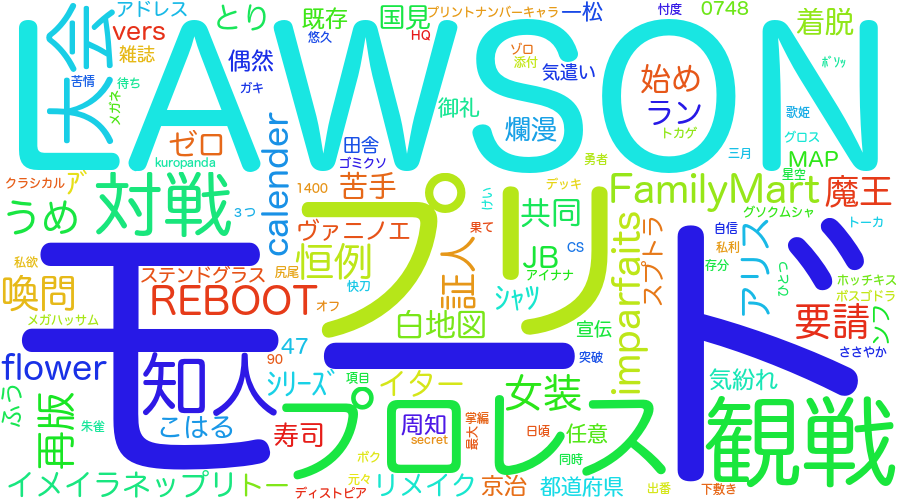 アドレス
とり
既存
国見
プリントナンバーキャラ
一松
忖度
0748
着脱
大会
vers
雑誌
LAWSON
悠久
HQ
偶然
ゾロ
添付
気遣い
ﾎﾞｿｯ
苦情
待ち
メガネ
ガキ
始め
ラン
御礼
爛漫
トカゲ
歌姫
グロス
ゼロ
kuropanda
calender
田舎
ゴミクソ
勇者
三月
MAP
星空
クラシカル
ｱﾞ
対戦
1400
苦手
プリ
けい
デッキ
FamilyMart
魔王
うめ
3つ
ヴァニノエ
果て
共同
imparfaits
グソクムシャ
自信
トーカ
恒例
証人
JB
CS
アイナナ
スプトラ
私利
アリス
モード
私欲
ステンドグラス
尻尾
快刀
存分
つとひ
ホッチキス
ボスゴドラ
喚問
REBOOT
オフ
ｼｬﾂ
メガハッサム
白地図
宣伝
要請
ソフ
47
90
突破
ささやか
flower
知人
ｼﾘｰｽﾞ
項目
イター
女装
気紛れ
観戦
ふう
再版
朱雀
こはる
寿司
プロレス
周知
secret
掌編
最大
日頃
任意
ボク
同時
イメイラネップリトー
元々
ディストピア
リメイク
京治
都道府県
出番
下敷き